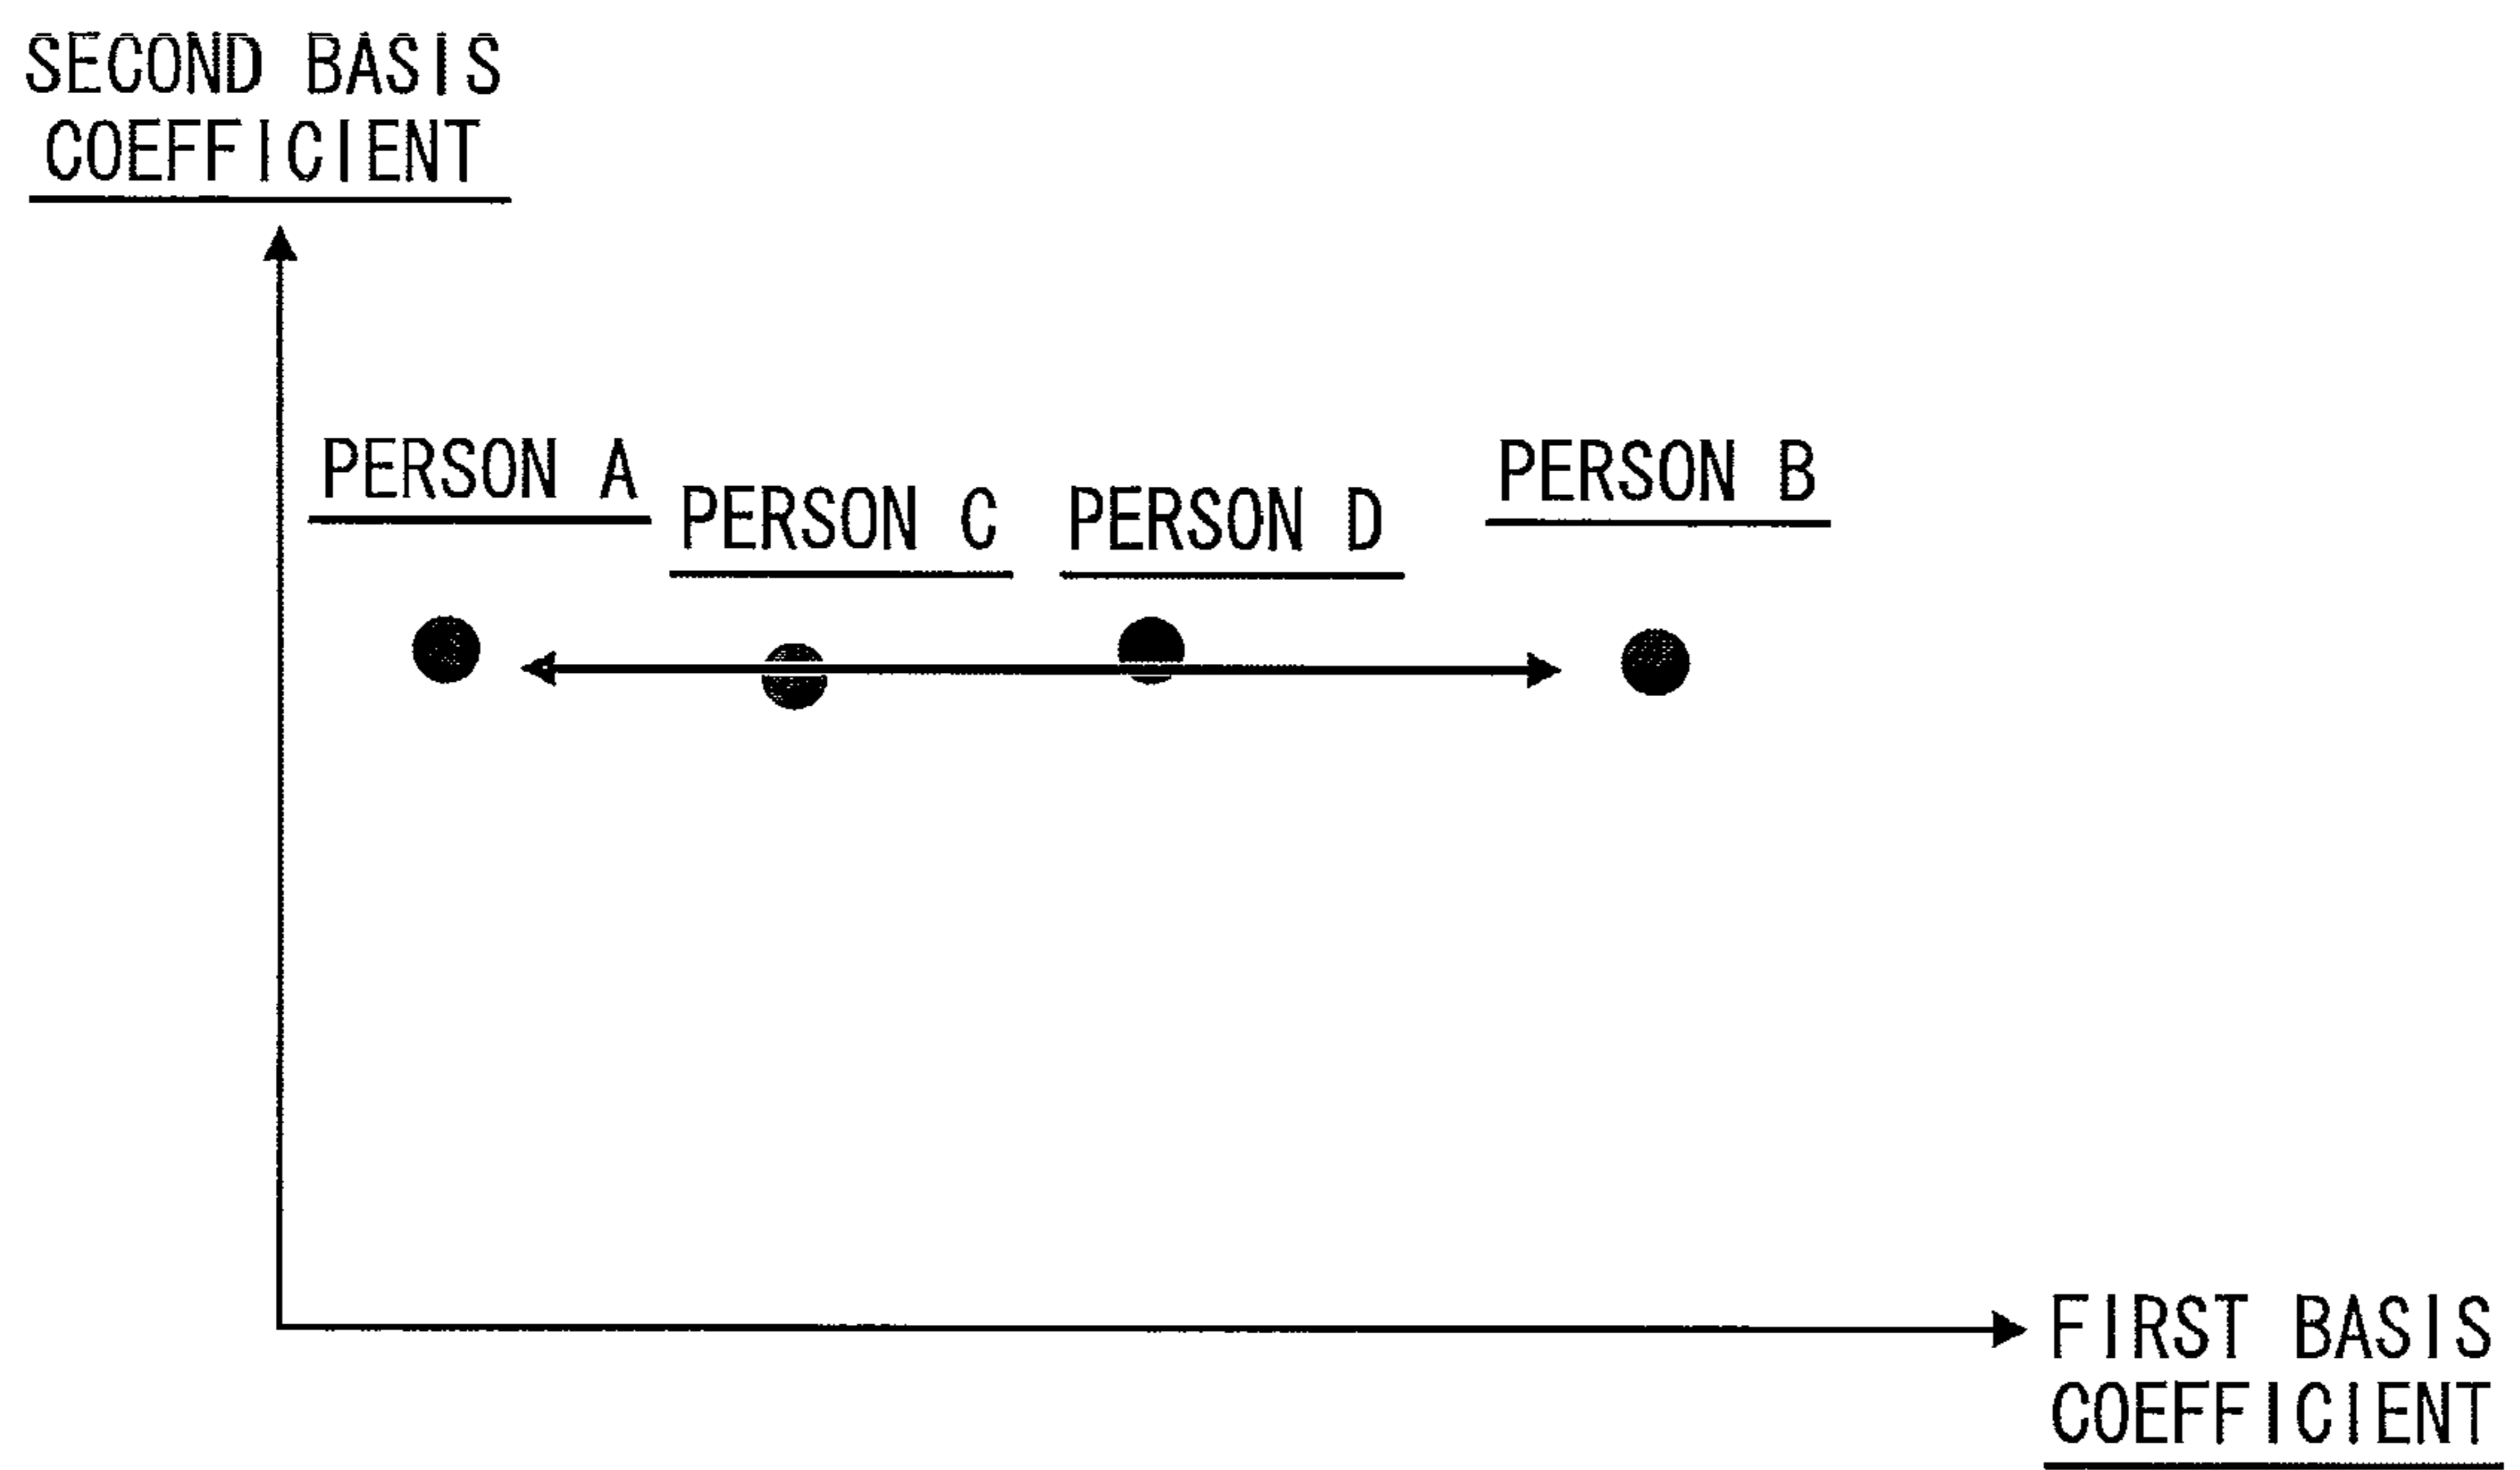 SECOND BASIS
COEFFICIENT
PERSON A
PERSON B
PERSON C
PERSON D
FIRST BASIS
COEFFICIENT